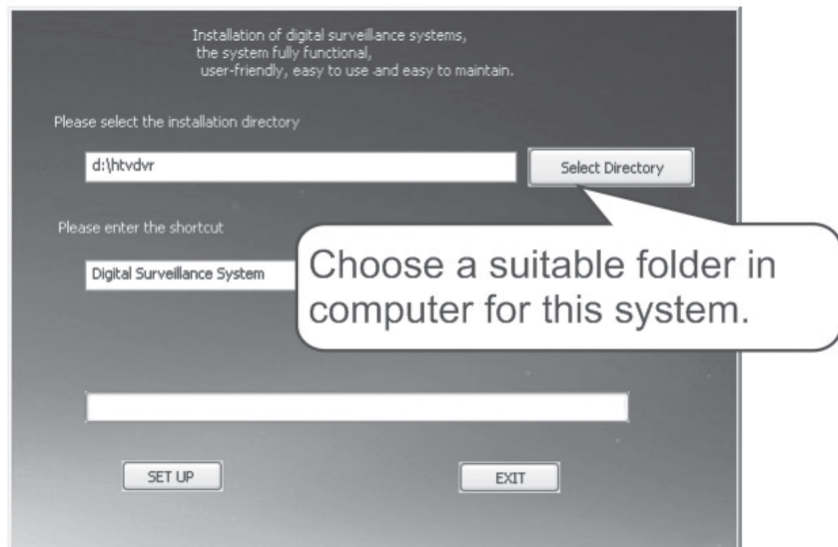 Installation of digital surveillance systems,
the system fully functional,
user-friendly, easy to use and easy to maintain.
Please select the installation directory
d:\htvdvr
Select Directory
Please enter the shortcut
Digital Surveillance System
Choose a suitable folder in
computer for this system.
SET UP
EXIT